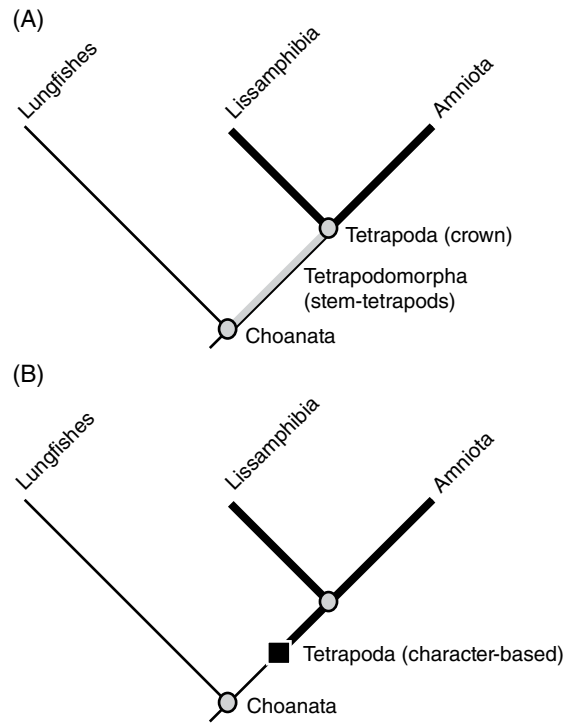 (A)
Lungfishes
Lissamphibia
Amniota
Tetrapoda (crown)
Tetrapodomorpha
(stem-tetrapods)
Choanata
(B)
Lungfishes
Lissamphibia
Amniota
Tetrapoda (character-based)
Choanata